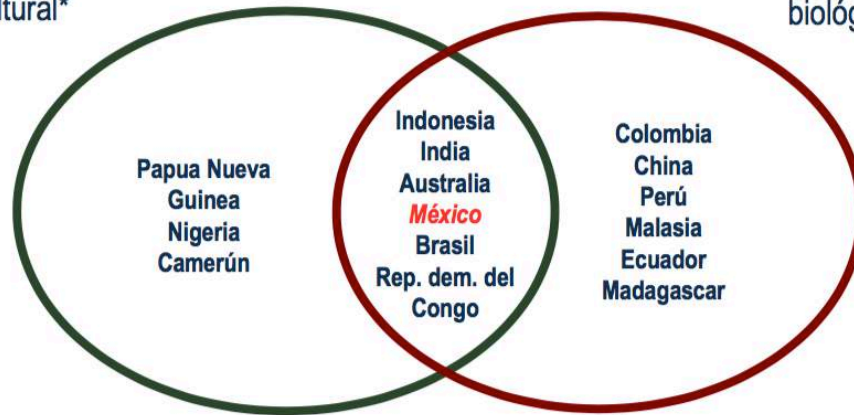 Papua Nueva
Guinea
Nigeria
Camerún
Indonesia
India
Australia
México
Brasil
Rep. dem. del
Congo
Colombia
China
Perú
Malasia
Ecuador
Madagascar